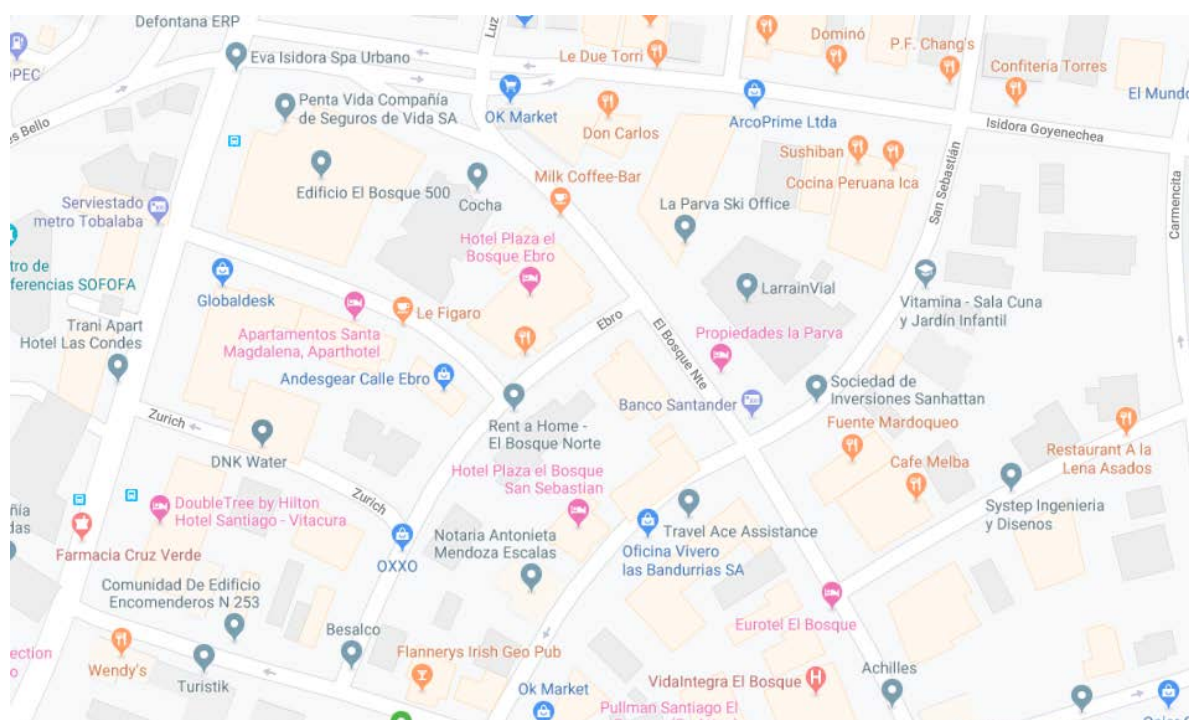 Defontana ERP
Luz
Eva Isidora Spa Urbano
Le Due Torri
Dominó
P.F. Chang's
Confitería Torres
OPEC
El Mundo
Penta Vida Compañía
de Seguros de Vida SA
OK Market
Don Carlos
ArcoPrime Ltda
Isidora Goyenechea
es Bello
Sushiban
Edificio El Bosque 500
Milk Coffee-Bar
Cocina Peruana Ica
Cocha
San Sebastián
Carmencita
Serviestado
metro Tobalaba
La Parva Ski Office
Hotel Plaza el
Bosque Ebro
tro de
ferencias SOFOFA
Globaldesk
LarrainVial
Vitamina - Sala Cuna
y Jardín Infantil
Le Figaro
Ebro
El Bosque Nte
Trani Apart
Hotel Las Condes
Apartamentos Santa
Magdalena, Aparthotel
Propiedades la Parva
Andesgear Calle Ebro
Sociedad de
Inversiones Sanhattan
Banco Santander
Zurich
Rent a Home -
El Bosque Norte
Fuente Mardoqueo
Restaurant A la
Lena Asados
DNK Water
Cafe Melba
Hotel Plaza el Bosque
San Sebastian
Zurich
Systep Ingenieria
y Disenos
DoubleTree by Hilton
Hotel Santiago - Vitacura
ñía
das
Notaria Antonieta
Mendoza Escalas
Travel Ace Assistance
Oficina Vivero
las Bandurrias SA
Farmacia Cruz Verde
OXXO
Comunidad De Edificio
Encomenderos N 253
Eurotel El Bosque
Besalco
Flannerys Irish Geo Pub
Achilles
ection
o
Wendy's
Turistik
VidaIntegra El Bosque
H
Ok Market
Pullman Santiago El